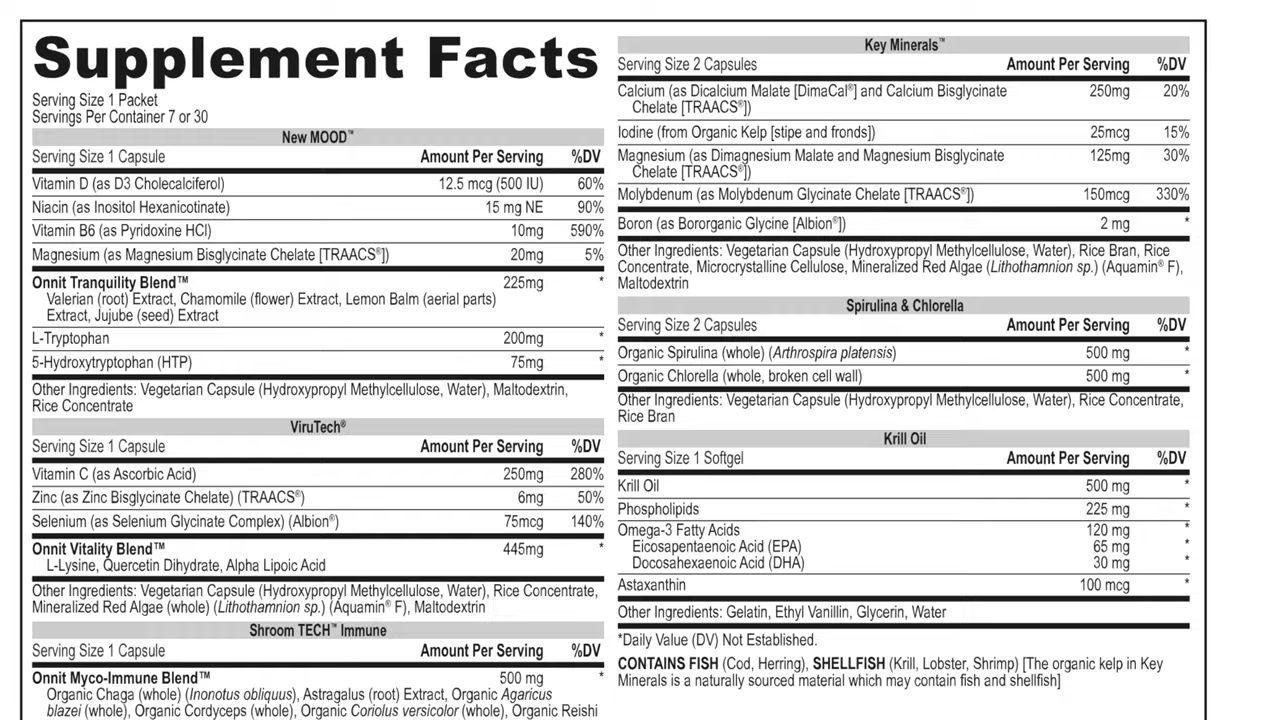 Supplement Facts
Serving Size 1 Packet
Servings Per Container 7 or 30
New MOOD™
Serving Size 1 Capsule Amount Per Serving %DV
Vitamin D (as D3 Cholecalciferol) 12.5 mcg (500 IU) 60%
Niacin (as Inositol Hexanicotinate) 15 mg NE 90%
Vitamin B6 (as Pyridoxine HCl) 10mg 590%
Magnesium (as Magnesium Bisglycinate Chelate [TRAACS®]) 20mg 5%
Onnit Tranquility Blend™ 225mg *
Valerian (root) Extract, Chamomile (flower) Extract, Lemon Balm (aerial parts)
Extract, Jujube (seed) Extract
L-Tryptophan 200mg *
5-Hydroxytryptophan (HTP) 75mg *
Other Ingredients: Vegetarian Capsule (Hydroxypropyl Methylcellulose, Water), Maltodextrin,
Rice Concentrate
ViruTech®
Serving Size 1 Capsule Amount Per Serving %DV
Vitamin C (as Ascorbic Acid) 250mg 280%
Zinc (as Zinc Bisglycinate Chelate) (TRAACS®) 6mg 50%
Selenium (as Selenium Glycinate Complex) (Albion®) 75mcg 140%
Onnit Vitality Blend™ 445mg *
L-Lysine, Quercetin Dihydrate, Alpha Lipoic Acid
Other Ingredients: Vegetarian Capsule (Hydroxypropyl Methylcellulose, Water), Rice Concentrate,
Mineralized Red Algae (whole) (Lithothamnion sp.) (Aquamin® F), Maltodextrin
Shroom TECH™ Immune
Serving Size 1 Capsule Amount Per Serving %DV
Onnit Myco-Immune Blend™ 500 mg *
Organic Chaga (whole) (Inonotus obliquus), Astragalus (root) Extract, Organic Agaricus
blazei (whole), Organic Cordyceps (whole), Organic Coriolus versicolor (whole), Organic Reishi
Key Minerals™
Serving Size 2 Capsules Amount Per Serving %DV
Calcium (as Dicalcium Malate [DimaCal®] and Calcium Bisglycinate 250mg 20%
Chelate [TRAACS®])
Iodine (from Organic Kelp [stipe and fronds]) 25mcg 15%
Magnesium (as Dimagnesium Malate and Magnesium Bisglycinate 125mg 30%
Chelate [TRAACS®])
Molybdenum (as Molybdenum Glycinate Chelate [TRAACS®]) 150mcg 330%
Boron (as Bororganic Glycine [Albion®]) 2 mg *
Other Ingredients: Vegetarian Capsule (Hydroxypropyl Methylcellulose, Water), Rice Bran, Rice
Concentrate, Microcrystalline Cellulose, Mineralized Red Algae (Lithothamnion sp.) (Aquamin® F),
Maltodextrin
Spirulina & Chlorella
Serving Size 2 Capsules Amount Per Serving %DV
Organic Spirulina (whole) (Arthrospira platensis) 500 mg *
Organic Chlorella (whole, broken cell wall) 500 mg *
Other Ingredients: Vegetarian Capsule (Hydroxypropyl Methylcellulose, Water), Rice Concentrate,
Rice Bran
Krill Oil
Serving Size 1 Softgel Amount Per Serving %DV
Krill Oil 500 mg *
Phospholipids 225 mg *
Omega-3 Fatty Acids 120 mg *
Eicosapentaenoic Acid (EPA) 65 mg *
Docosahexaenoic Acid (DHA) 30 mg *
Astaxanthin 100 mcg *
Other Ingredients: Gelatin, Ethyl Vanillin, Glycerin, Water
*Daily Value (DV) Not Established.
CONTAINS FISH (Cod, Herring), SHELLFISH (Krill, Lobster, Shrimp) [The organic kelp in Key
Minerals is a naturally sourced material which may contain fish and shellfish]